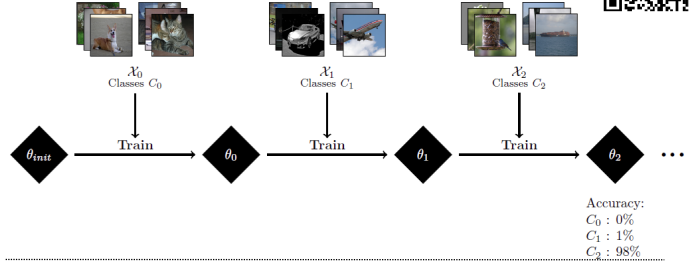 𝒳₀
Classes C₀
𝒳₁
Classes C₁
𝒳₂
Classes C₂
θ_init
Train
θ₀
Train
θ₁
Train
θ₂
...
Accuracy:
C₀ : 0%
C₁ : 1%
C₂ : 98%